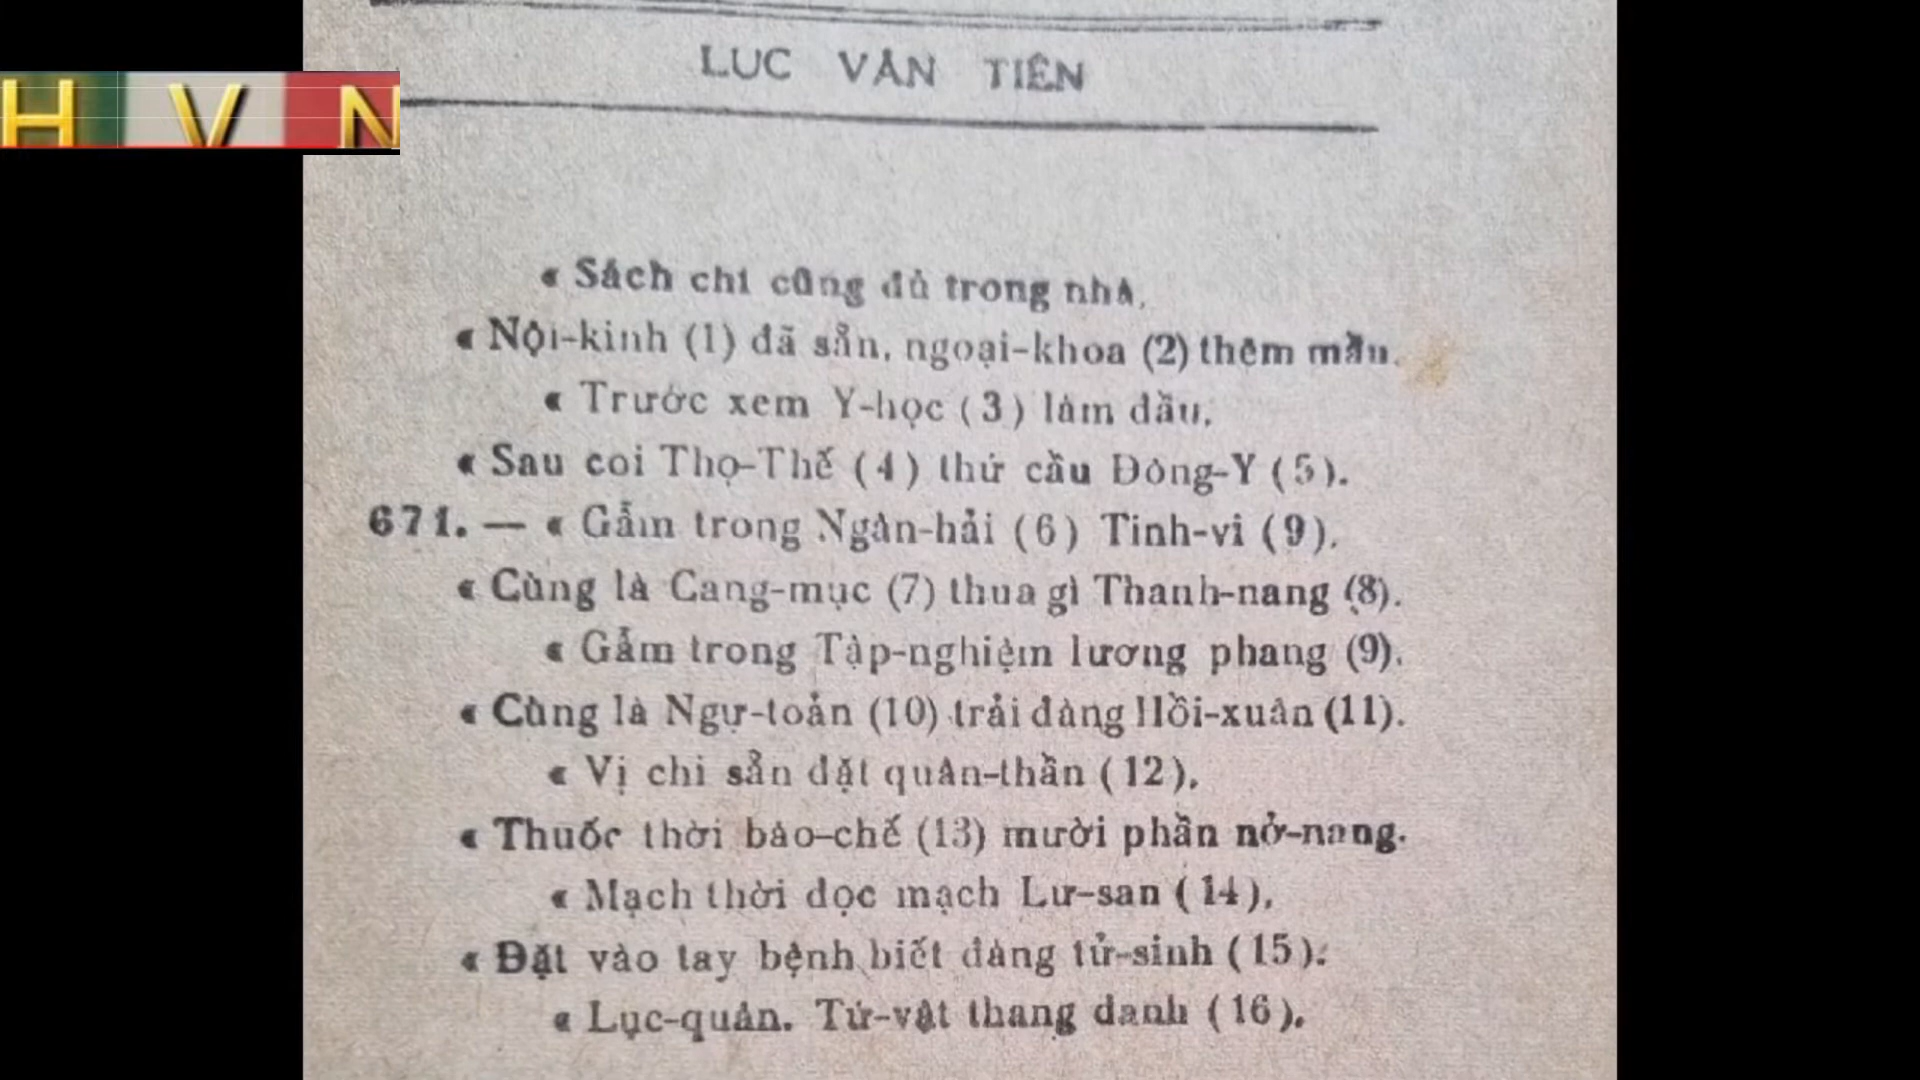 LUC VÂN TIÊN
H V N
« Sách chi cũng đủ trong nhà,
« Nội-kinh (1) đã sẵn, ngoại-khoa (2) thêm mầu.
« Trước xem Y-học (3) làm đầu,
« Sau coi Thọ-Thế (4) thứ cầu Đông-Y (5).
671. — « Gẫm trong Ngân-hải (6) Tinh-vi (9),
« Cùng là Cang-mục (7) thua gì Thanh-nang (8).
« Gẫm trong Tập-nghiệm lương phang (9),
« Cùng là Ngự-toản (10) trải đàng Hồi-xuân (11).
« Vị chi sẵn đặt quân-thần (12),
« Thuốc thời bào-chế (13) mười phần nở-nang.
« Mạch thời đọc mạch Lư-san (14),
« Đặt vào tay bệnh biết đàng tử-sinh (15).
« Lục-quân, Tứ-vật thang danh (16),